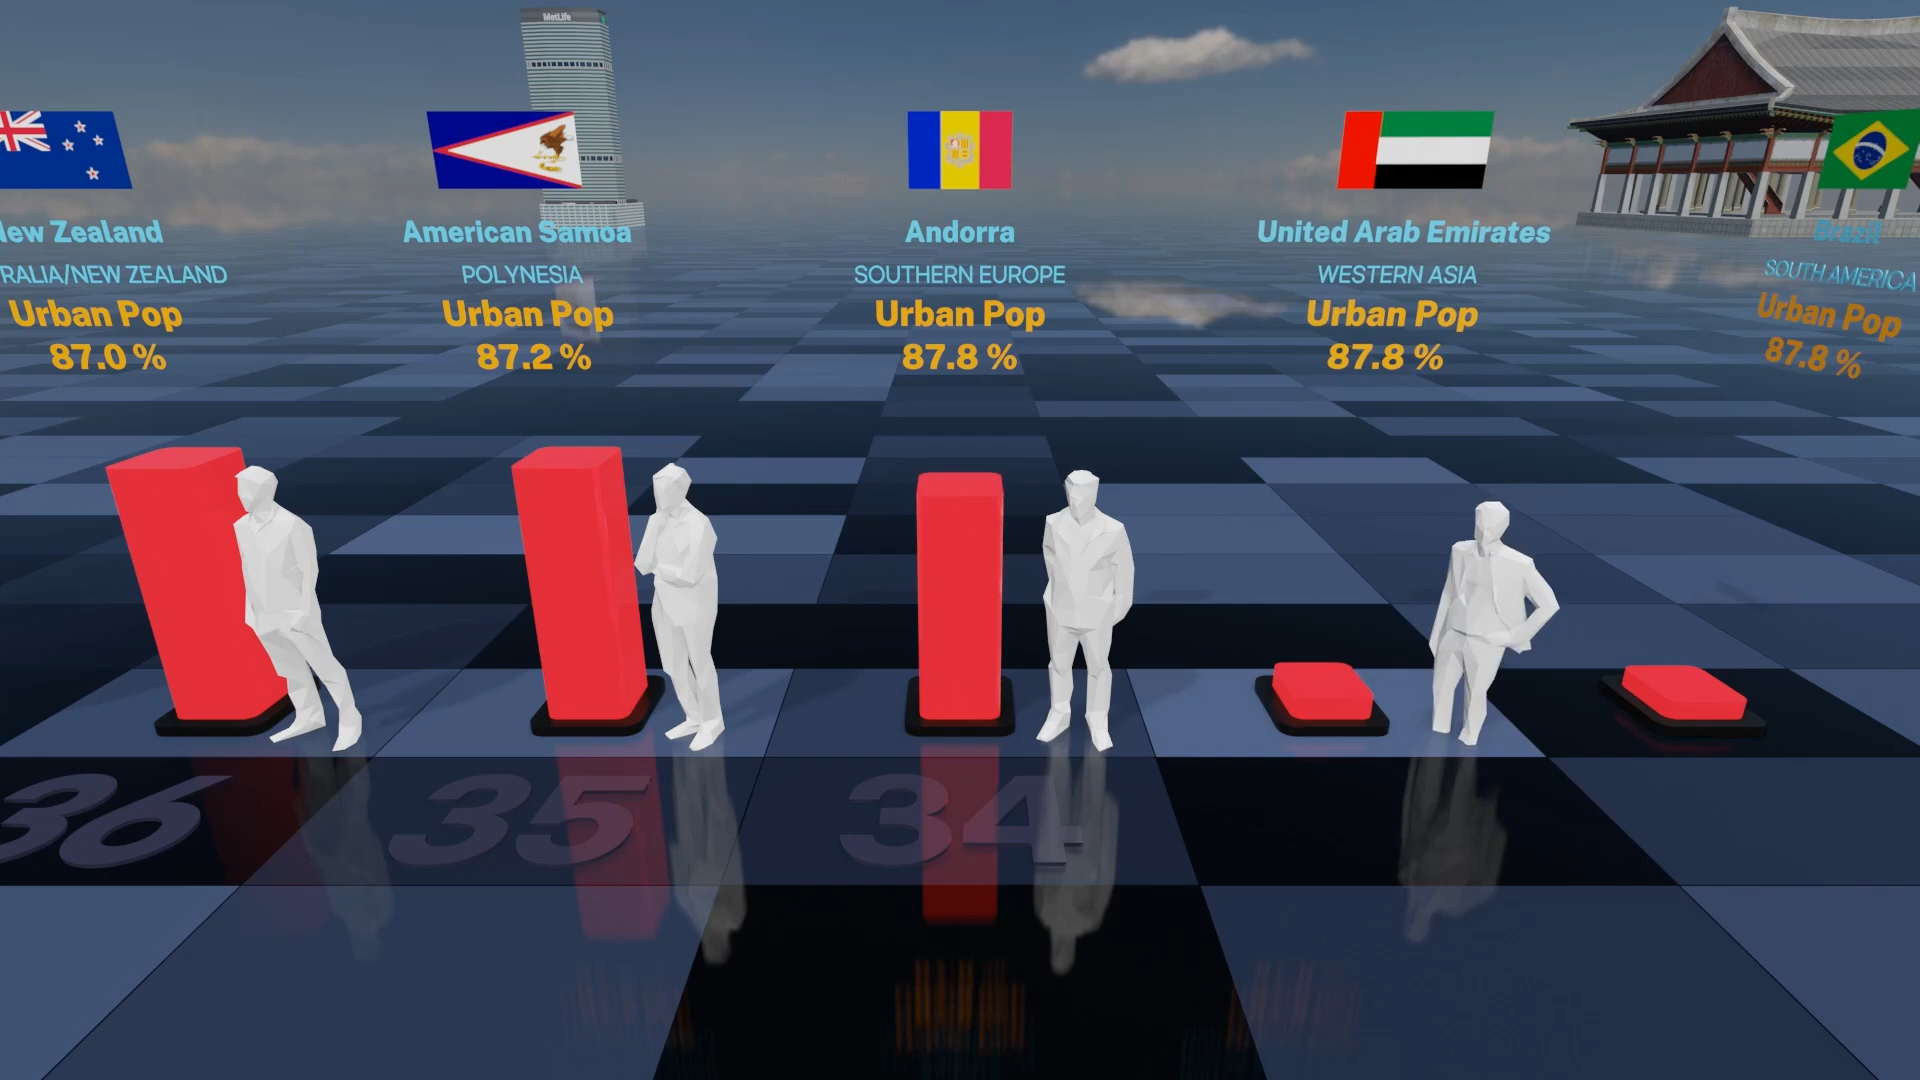 MetLife
ew Zealand
RALIA/NEW ZEALAND
Urban Pop
87.0 %
American Samoa
POLYNESIA
Urban Pop
87.2 %
Andorra
SOUTHERN EUROPE
Urban Pop
87.8 %
United Arab Emirates
WESTERN ASIA
Urban Pop
87.8 %
Brazil
SOUTH AMERICA
Urban Pop
87.8 %
36
35
34